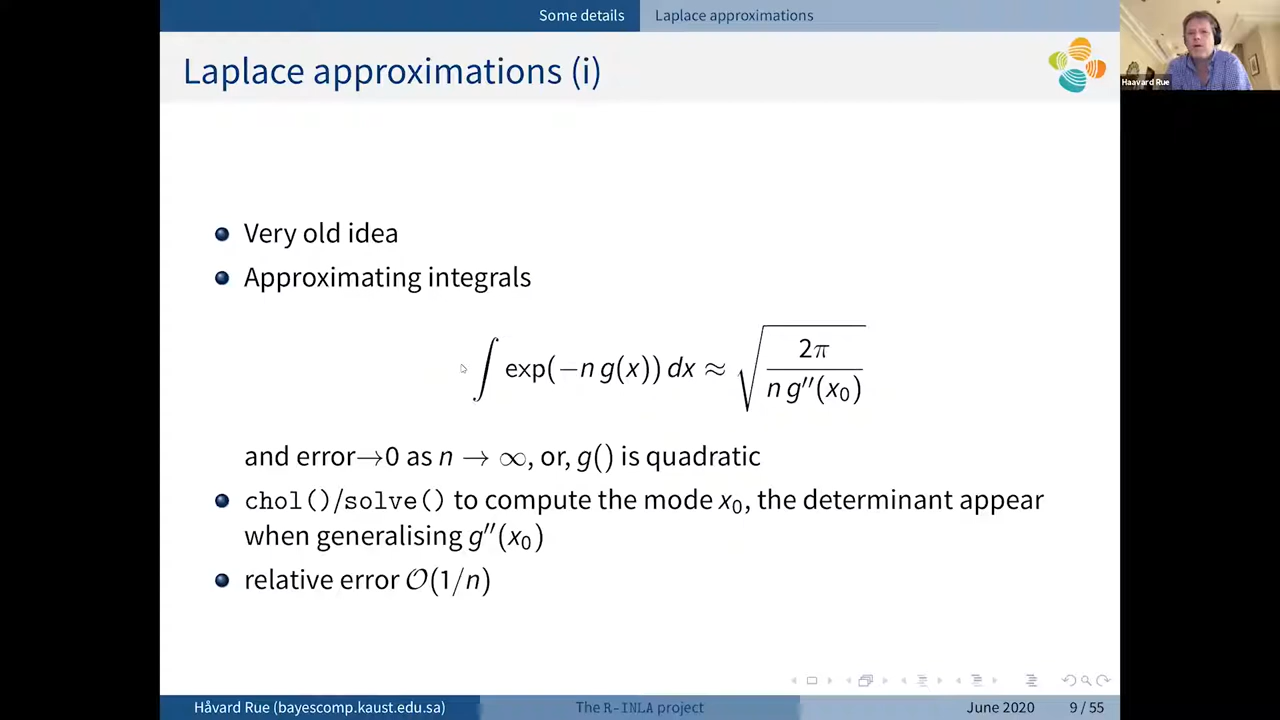 Some details Laplace approximations
Laplace approximations (i)
Haavard Rue
Very old idea
Approximating integrals
∫ exp(−n g(x)) dx ≈ √(2π / (n g″(x₀)))
and error→0 as n → ∞, or, g() is quadratic
chol()/solve() to compute the mode x₀, the determinant appear
when generalising g″(x₀)
relative error O(1/n)
Håvard Rue (bayescomp.kaust.edu.sa) The R-INLA project June 2020 9 / 55